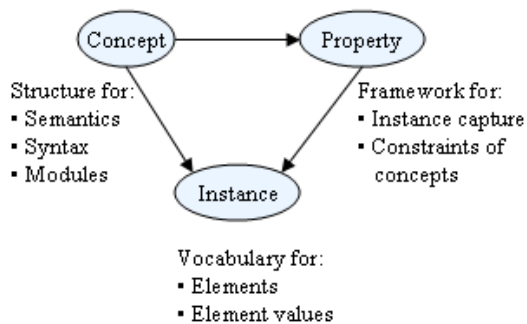 Concept
Property
Structure for:
▪ Semantics
▪ Syntax
▪ Modules
Framework for:
▪ Instance capture
▪ Constraints of
concepts
Instance
Vocabulary for:
▪ Elements
▪ Element values